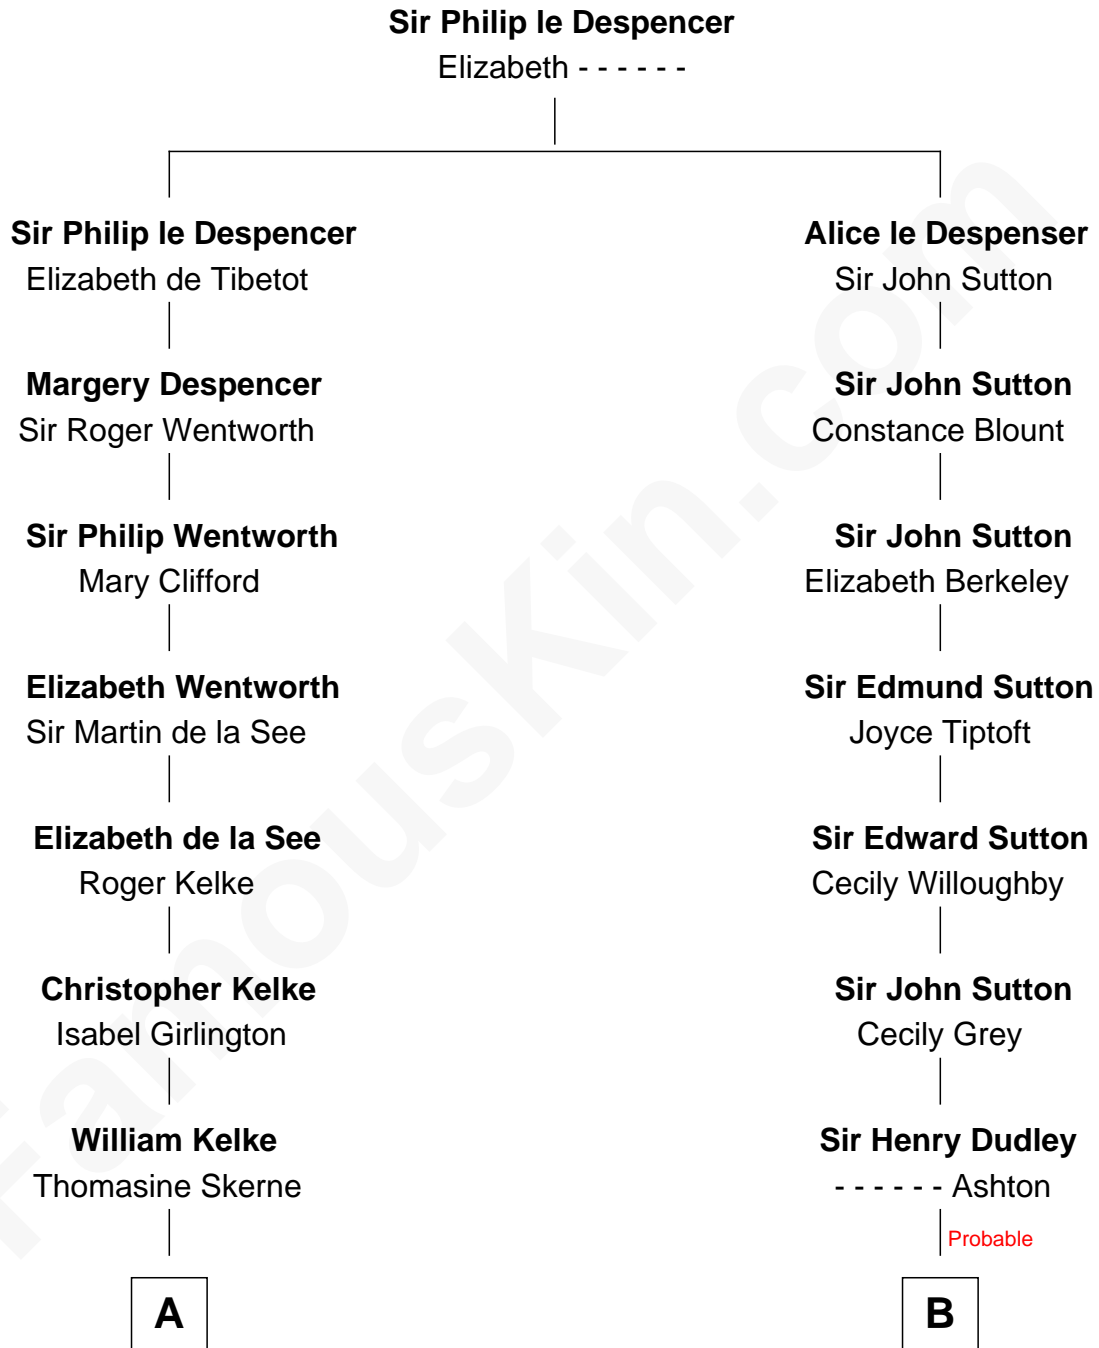 Sir Philip le Despencer
Elizabeth - - - - - -
Sir Philip le Despencer
Elizabeth de Tibetot
Margery Despencer
Sir Roger Wentworth
Sir Philip Wentworth
Mary Clifford
Elizabeth Wentworth
Sir Martin de la See
Elizabeth de la See
Roger Kelke
Christopher Kelke
Isabel Girlington
William Kelke
Thomasine Skerne
A
Alice le Despenser
Sir John Sutton
Sir John Sutton
Constance Blount
Sir John Sutton
Elizabeth Berkeley
Sir Edmund Sutton
Joyce Tiptoft
Sir Edward Sutton
Cecily Willoughby
Sir John Sutton
Cecily Grey
Sir Henry Dudley
- - - - - - Ashton
Probable
B
FamousKin.com